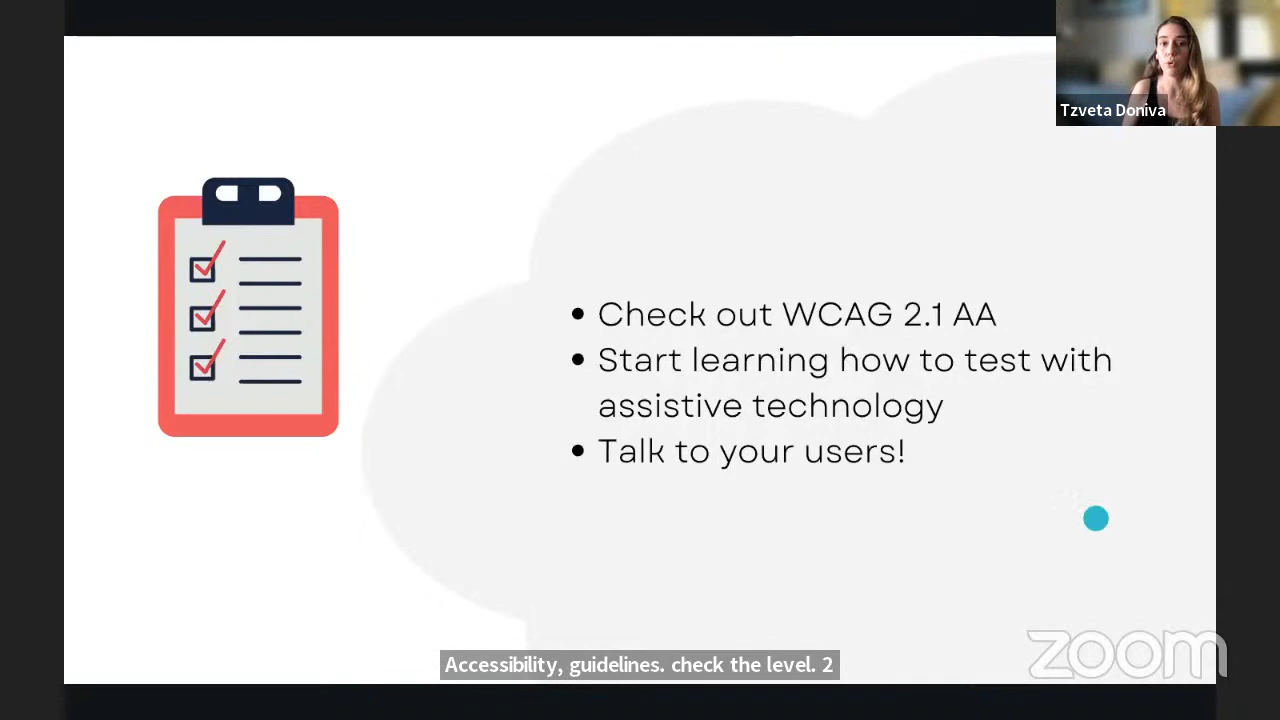 Tzveta Doniva
• Check out WCAG 2.1 AA
• Start learning how to test with
assistive technology
• Talk to your users!
zoom
Accessibility, guidelines. check the level. 2